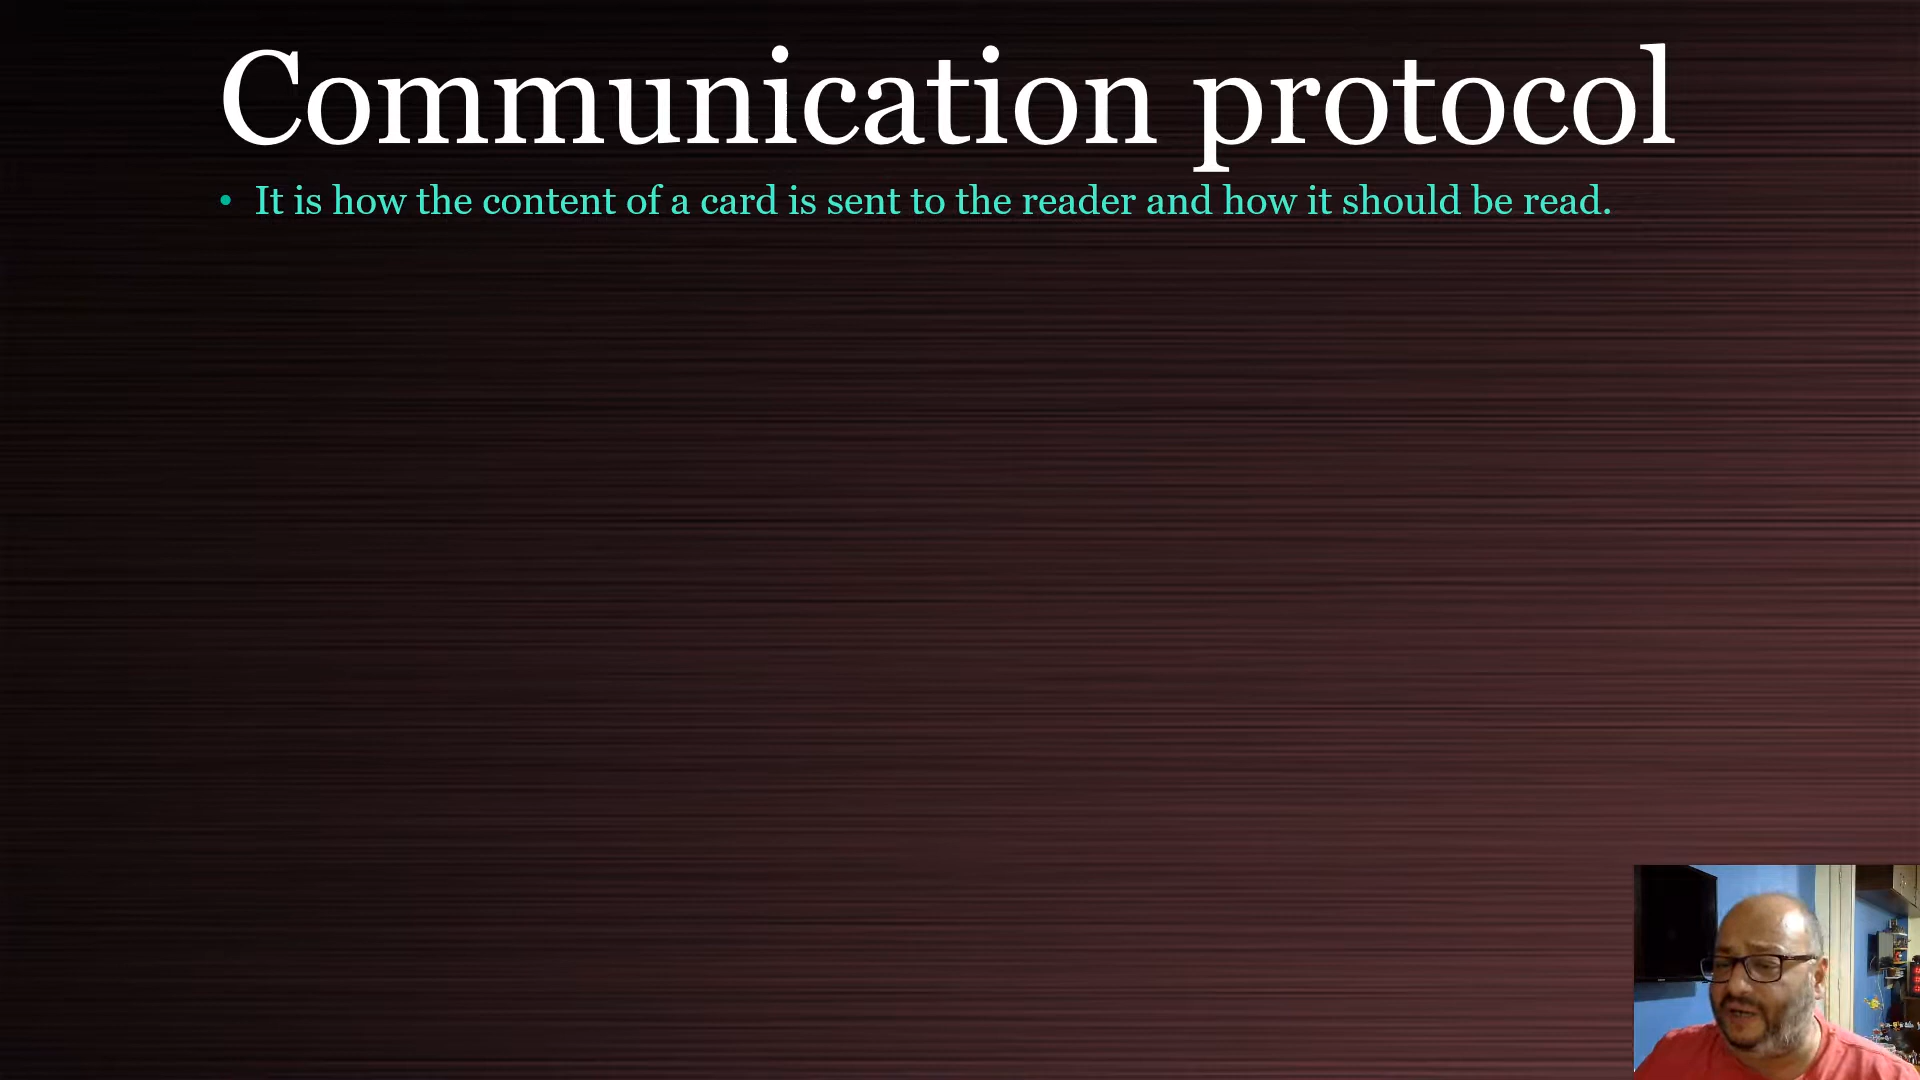 Communication protocol
• It is how the content of a card is sent to the reader and how it should be read.